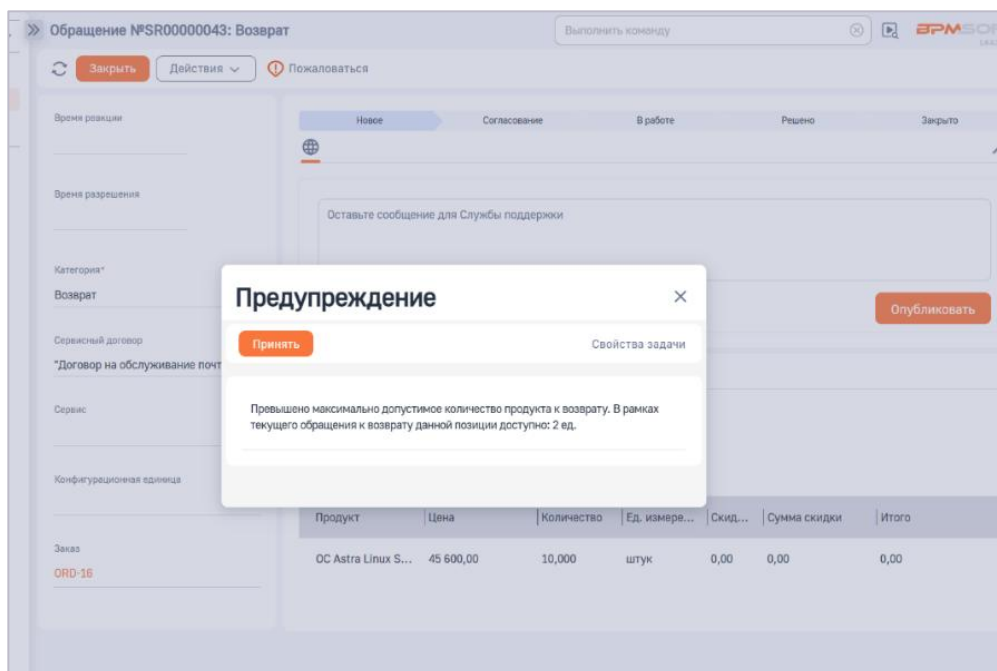 Обращение №SR00000043: Возврат
Выполнить команду
BPMSOF
Закрыть
Действия
Пожаловаться
Время реакции
Новое
Согласование
В работе
Решено
Закрыто
Время разрешения
Оставьте сообщение для Службы поддержки
Категория*
Возврат
Опубликовать
Предупреждение
Принять
Свойства задачи
Сервисный договор
"Договор на обслуживание почт
Превышено максимально допустимое количество продукта к возврату. В рамках
текущего обращения к возврату данной позиции доступно: 2 ед.
Сервис
Конфигурационная единица
Продукт Цена Количество Ед. измере... Скид... Сумма скидки Итого
ОС Astra Linux S... 45 600,00 10,000 штук 0,00 0,00 0,00
Заказ
ORD-16